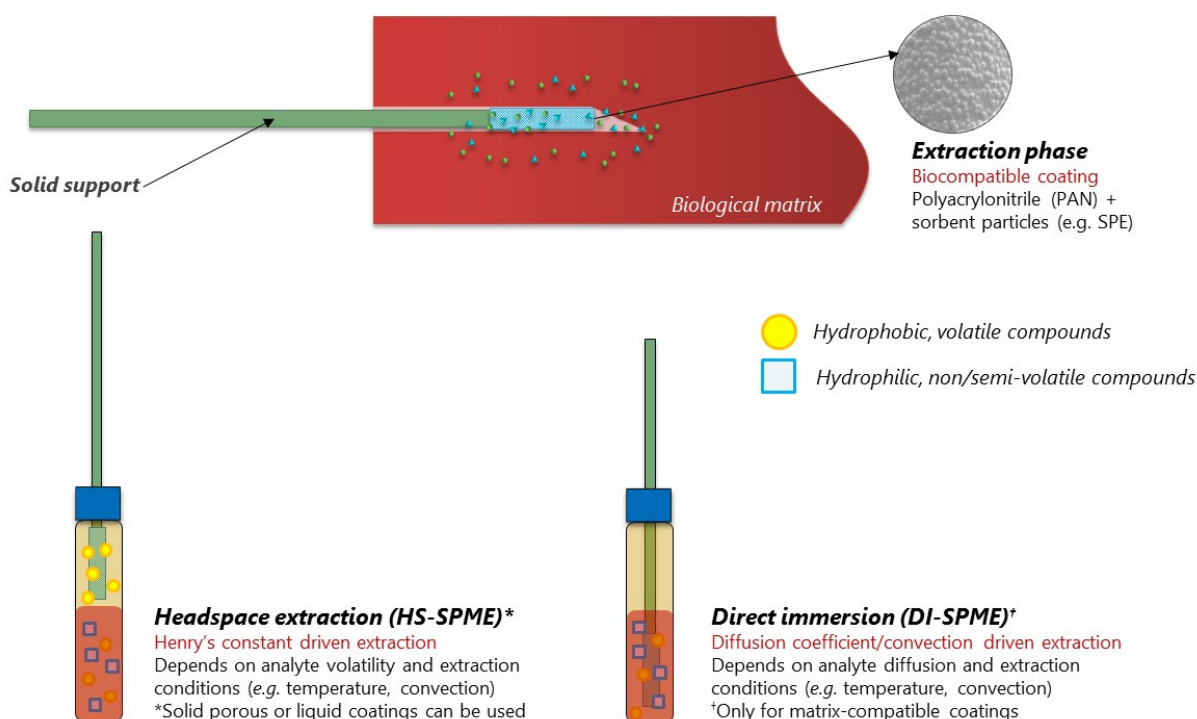 Solid support
Biological matrix
Extraction phase
Biocompatible coating
Polyacrylonitrile (PAN) +
sorbent particles (e.g. SPE)
Hydrophobic, volatile compounds
Hydrophilic, non/semi-volatile compounds
Headspace extraction (HS-SPME)*
Henry's constant driven extraction
Depends on analyte volatility and extraction
conditions (e.g. temperature, convection)
*Solid porous or liquid coatings can be used
Direct immersion (DI-SPME)†
Diffusion coefficient/convection driven extraction
Depends on analyte diffusion and extraction
conditions (e.g. temperature, convection)
†Only for matrix-compatible coatings